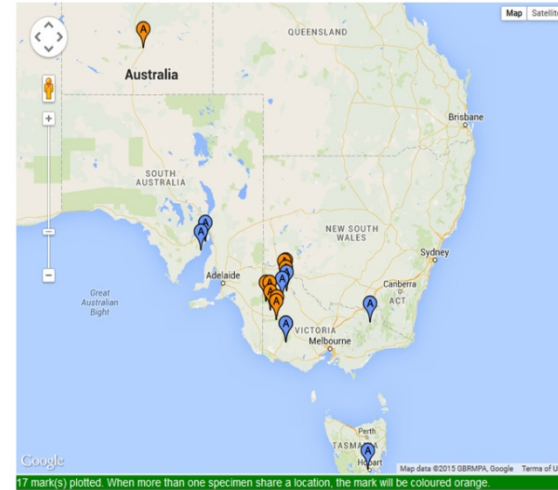 Map Satellite
QUEENSLAND
Australia
Brisbane
SOUTH
AUSTRALIA
NEW SOUTH
WALES
Sydney
Adelaide
Canberra
ACT
Great
Australian
Bight
VICTORIA
Melbourne
Perth
TASMANIA
Hobart
Google
Map data ©2015 GBRMPA, Google Terms of U
17 mark(s) plotted. When more than one specimen share a location, the mark will be coloured orange.